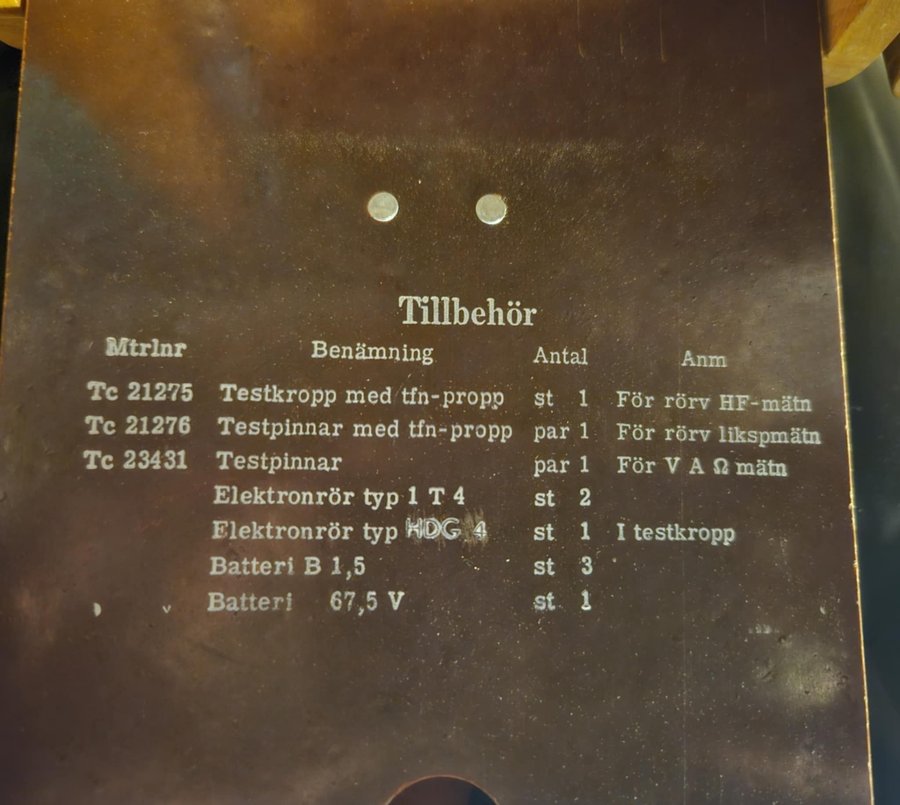 Tillbehör
Mtrlnr Benämning Antal Anm
Tc 21275 Testkropp med tfn-propp st 1 För rörv HF-mätn
Tc 21276 Testpinnar med tfn-propp par 1 För rörv likspmätn
Tc 23431 Testpinnar par 1 För V A Ω mätn
Elektronrör typ 1 T 4 st 2
Elektronrör typ HDG 4 st 1 I testkropp
Batteri B 1,5 st 3
Batteri 67,5 V st 1